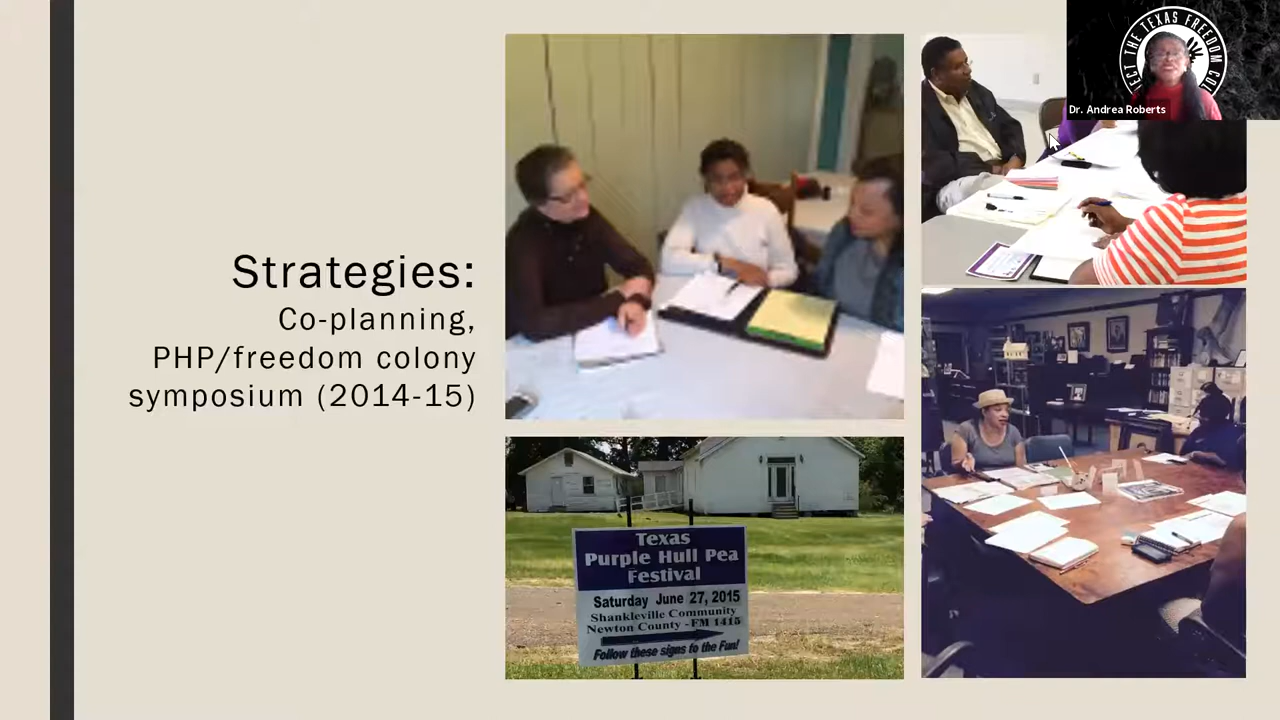 Strategies:
Co-planning,
PHP/freedom colony
symposium (2014-15)
Texas
Purple Hull Pea
Festival
Saturday June 27, 2015
Shankleville Community
Newton County - FM 1415
Follow these signs to the Fun!
THE TEXAS FREEDOM COL
Dr. Andrea Roberts